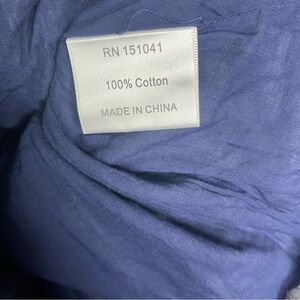 RN 151041
100% Cotton
MADE IN CHINA